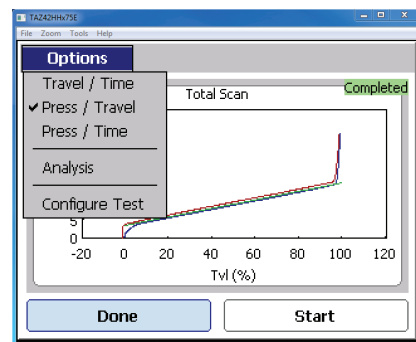 TAZ42HHx75E
File Zoom Tools Help
Options
Travel / Time
✔ Press / Travel
Press / Time
Analysis
Configure Test
Total Scan
Completed
5
0
-20 0 20 40 60 80 100 120
Tvl (%)
Done Start